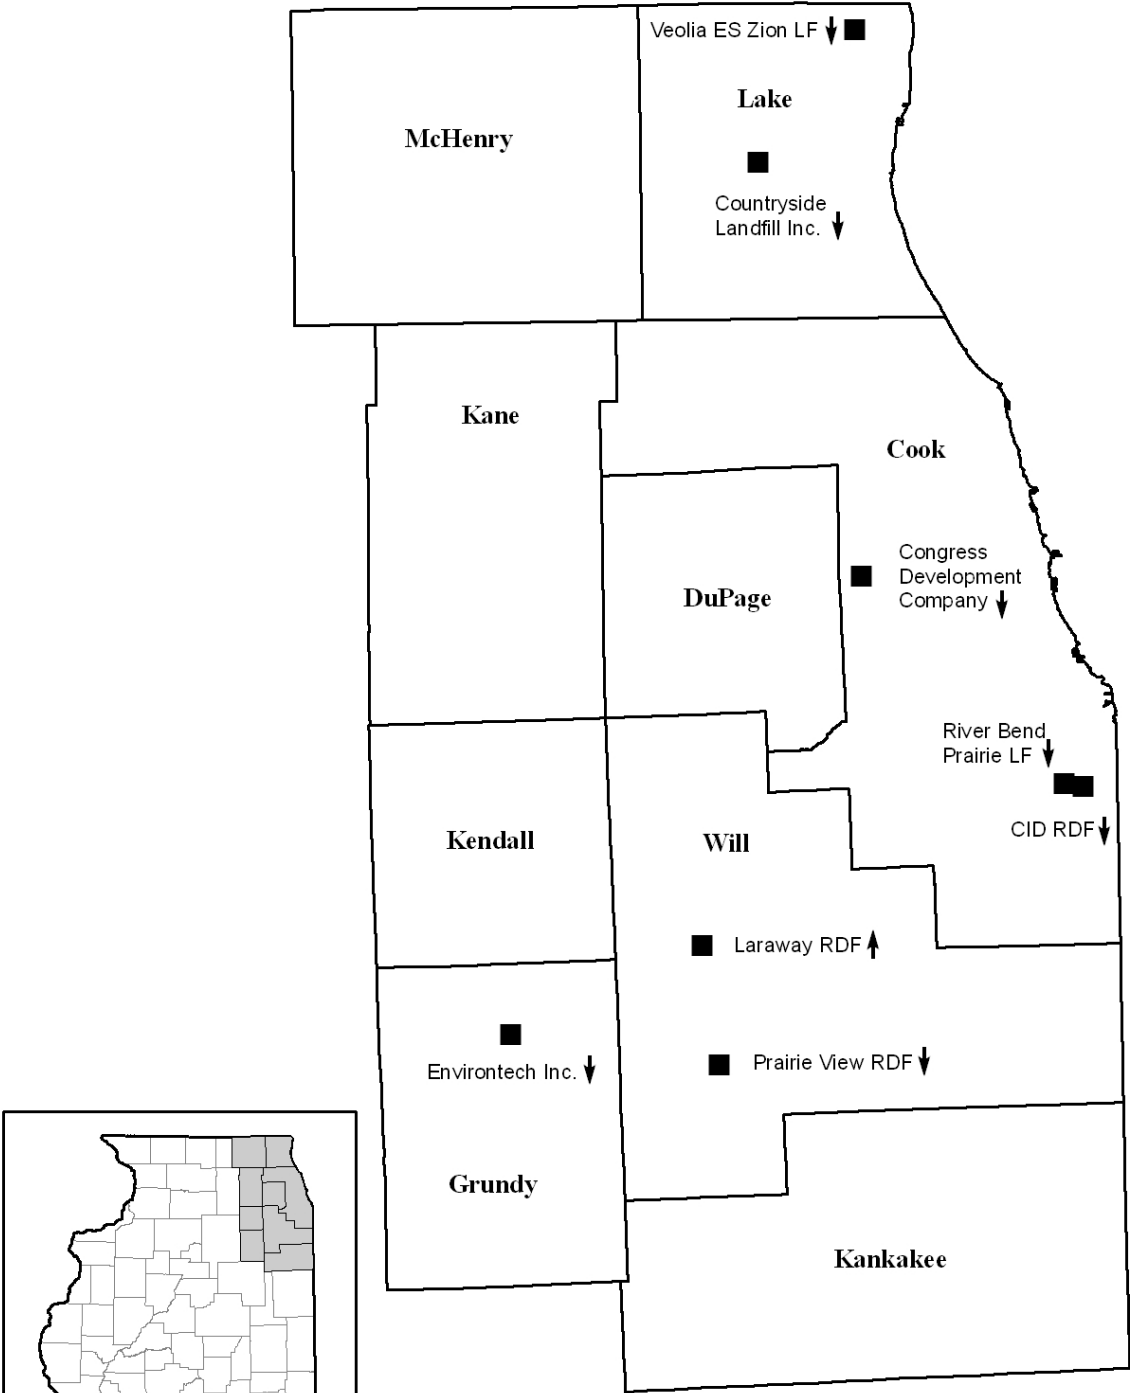 Veolia ES Zion LF
Lake
McHenry
Countryside
Landfill Inc.
Kane
Cook
Congress
Development
Company
DuPage
River Bend
Prairie LF
CID RDF
Kendall
Will
Laraway RDF
Prairie View RDF
Environtech Inc.
Grundy
Kankakee